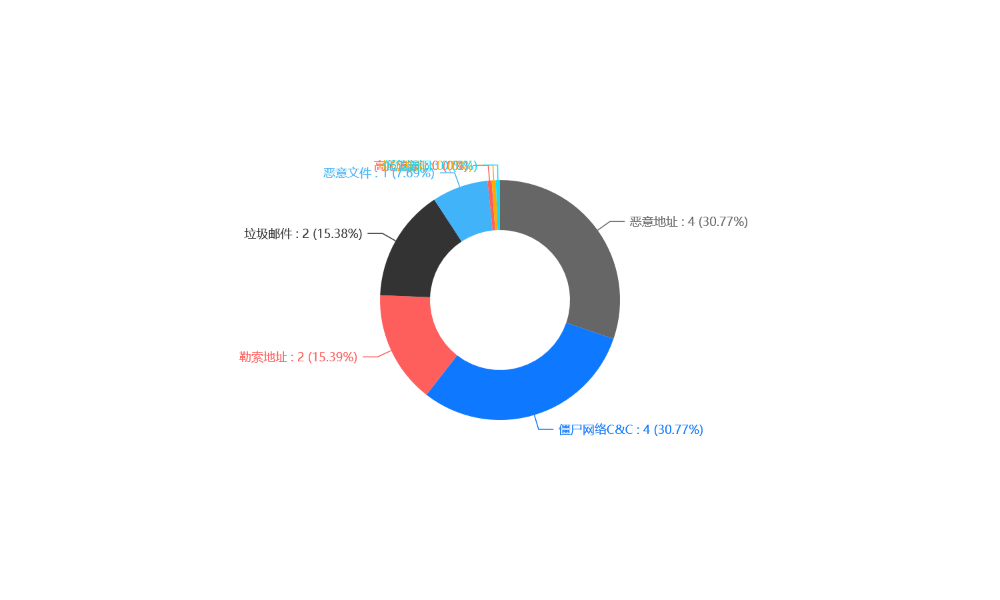 恶意文件 : 1 (7.69%)
恶意地址 : 4 (30.77%)
垃圾邮件 : 2 (15.38%)
勒索地址 : 2 (15.39%)
僵尸网络C&C : 4 (30.77%)